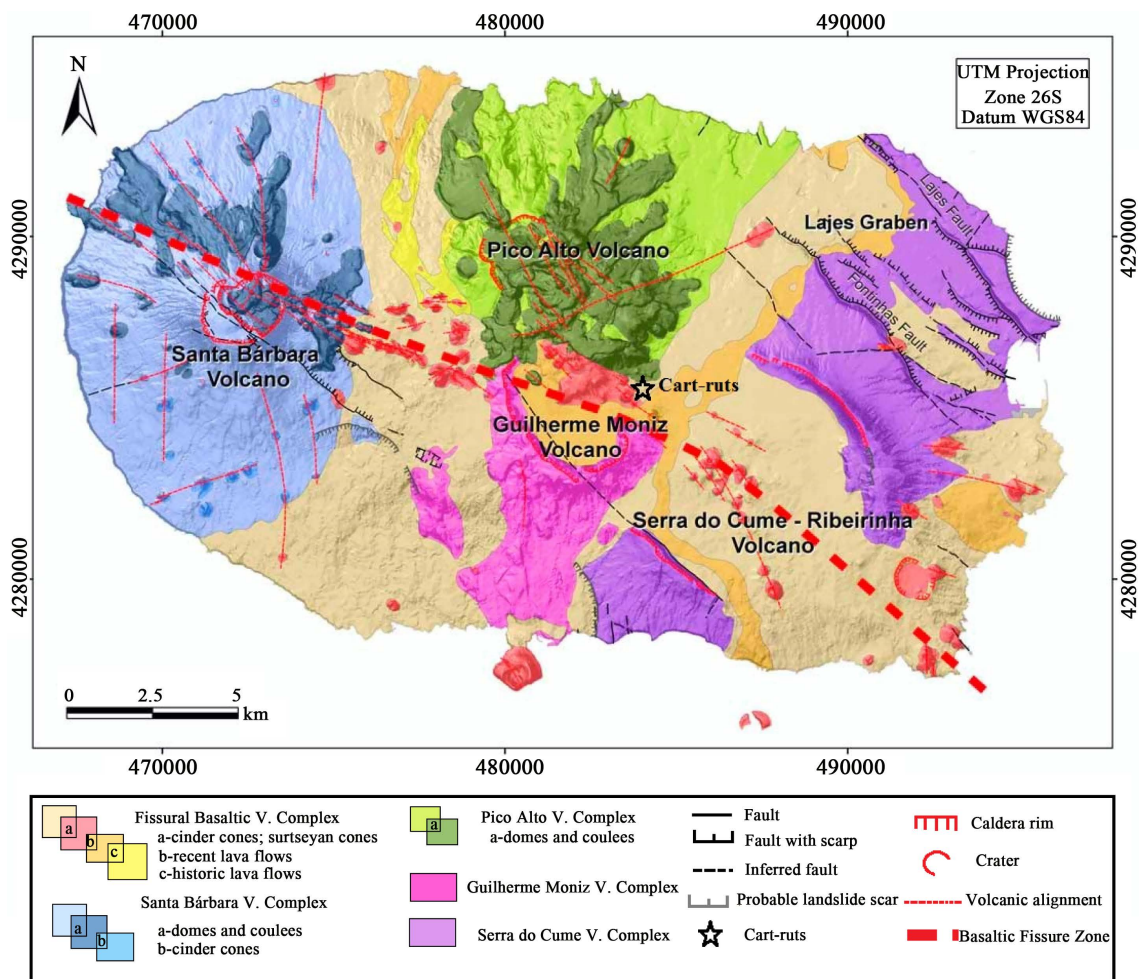 470000
480000
490000
N
UTM Projection
Zone 26S
Datum WGS84
4290000
4290000
Lajes Fault
Lajes Graben
Pico Alto Volcano
Fontinhas Fault
Santa Bárbara
Volcano
Cart-ruts
Guilherme Moniz
Volcano
Serra do Cume - Ribeirinha
Volcano
4280000
4280000
0 2.5 5
km
470000
480000
490000
Fissural Basaltic V. Complex
a
a-cinder cones; surtseyan cones
b
b-recent lava flows
c
c-historic lava flows
Santa Bárbara V. Complex
a
a-domes and coulees
b
b-cinder cones
Pico Alto V. Complex
a
a-domes and coulees
Guilherme Moniz V. Complex
Serra do Cume V. Complex
Fault
Fault with scarp
Inferred fault
Probable landslide scar
Cart-ruts
Caldera rim
Crater
Volcanic alignment
Basaltic Fissure Zone